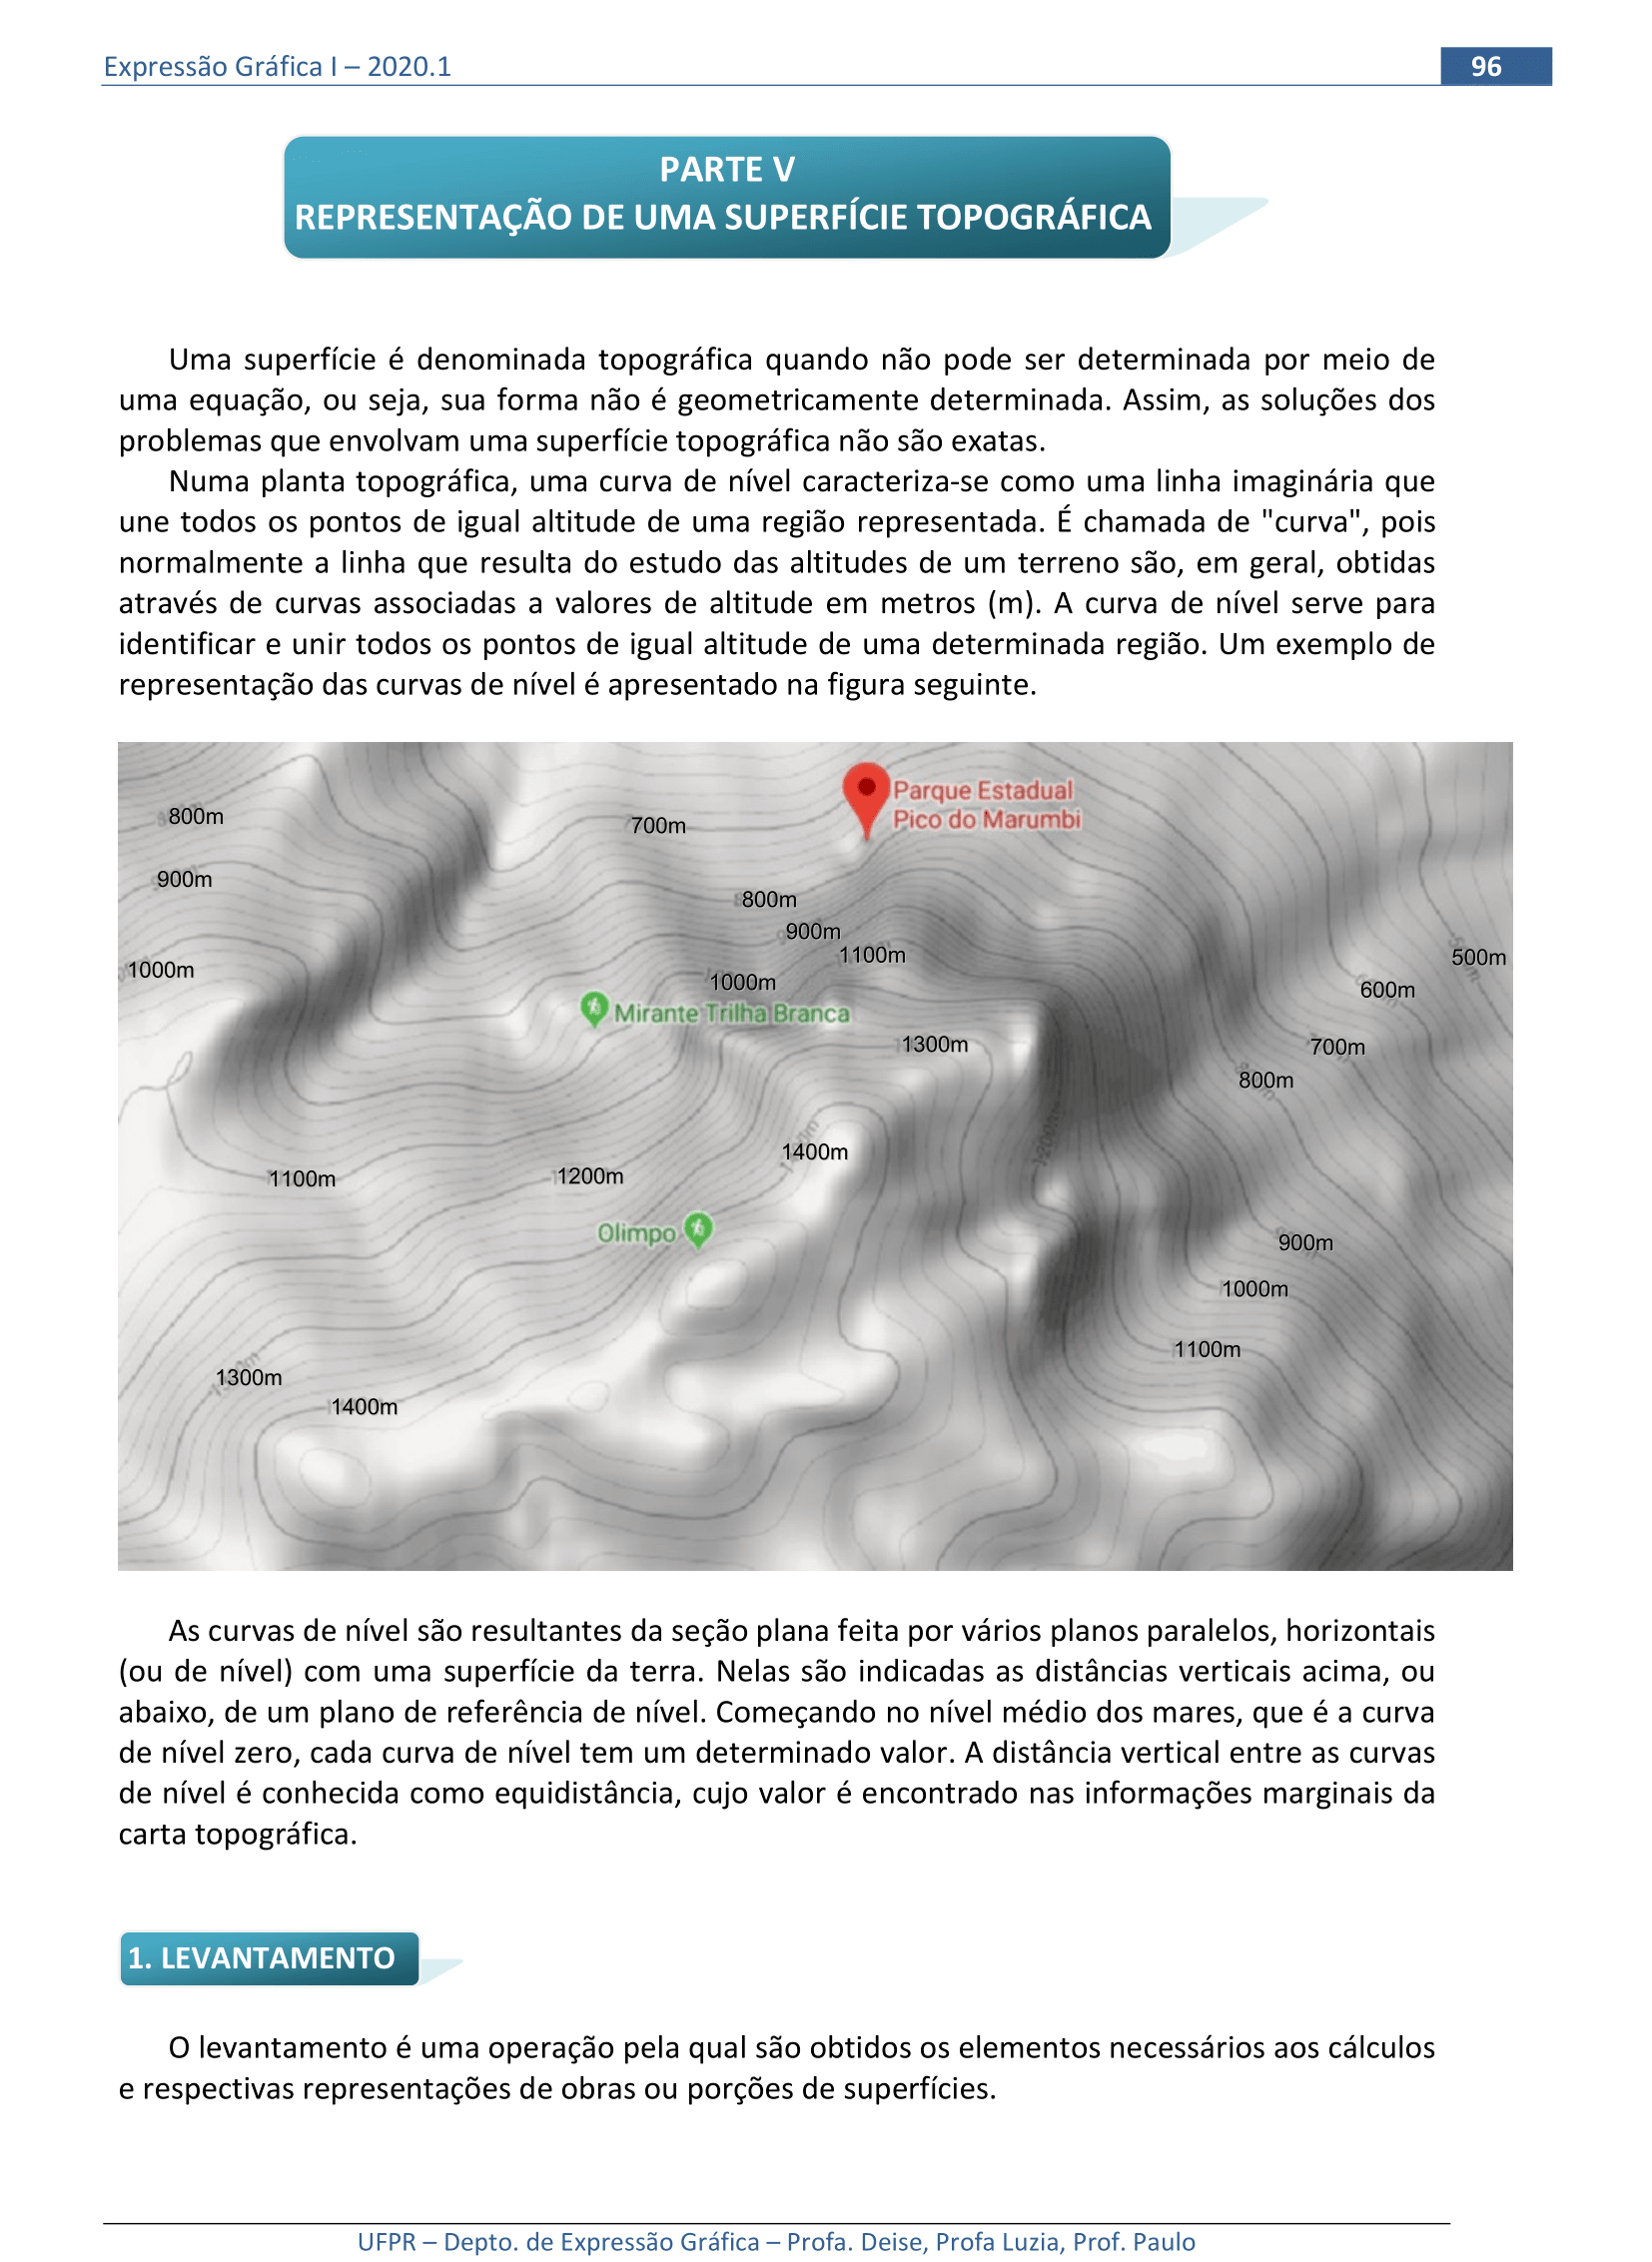 Expressão Gráfica I – 2020.1
96
PARTE V
REPRESENTAÇÃO DE UMA SUPERFÍCIE TOPOGRÁFICA
Uma superfície é denominada topográfica quando não pode ser determinada por meio de
uma equação, ou seja, sua forma não é geometricamente determinada. Assim, as soluções dos
problemas que envolvam uma superfície topográfica não são exatas.
Numa planta topográfica, uma curva de nível caracteriza-se como uma linha imaginária que
une todos os pontos de igual altitude de uma região representada. É chamada de "curva", pois
normalmente a linha que resulta do estudo das altitudes de um terreno são, em geral, obtidas
através de curvas associadas a valores de altitude em metros (m). A curva de nível serve para
identificar e unir todos os pontos de igual altitude de uma determinada região. Um exemplo de
representação das curvas de nível é apresentado na figura seguinte.
Parque Estadual
Pico do Marumbi
800m
700m
900m
800m
900m
1100m
500m
1000m
1000m
600m
Mirante Trilha Branca
1300m
700m
800m
1200m
1400m
1100m
1200m
Olimpo
900m
1000m
1100m
1300m
1400m
As curvas de nível são resultantes da seção plana feita por vários planos paralelos, horizontais
(ou de nível) com uma superfície da terra. Nelas são indicadas as distâncias verticais acima, ou
abaixo, de um plano de referência de nível. Começando no nível médio dos mares, que é a curva
de nível zero, cada curva de nível tem um determinado valor. A distância vertical entre as curvas
de nível é conhecida como equidistância, cujo valor é encontrado nas informações marginais da
carta topográfica.
1. LEVANTAMENTO
O levantamento é uma operação pela qual são obtidos os elementos necessários aos cálculos
e respectivas representações de obras ou porções de superfícies.
UFPR – Depto. de Expressão Gráfica – Profa. Deise, Profa Luzia, Prof. Paulo